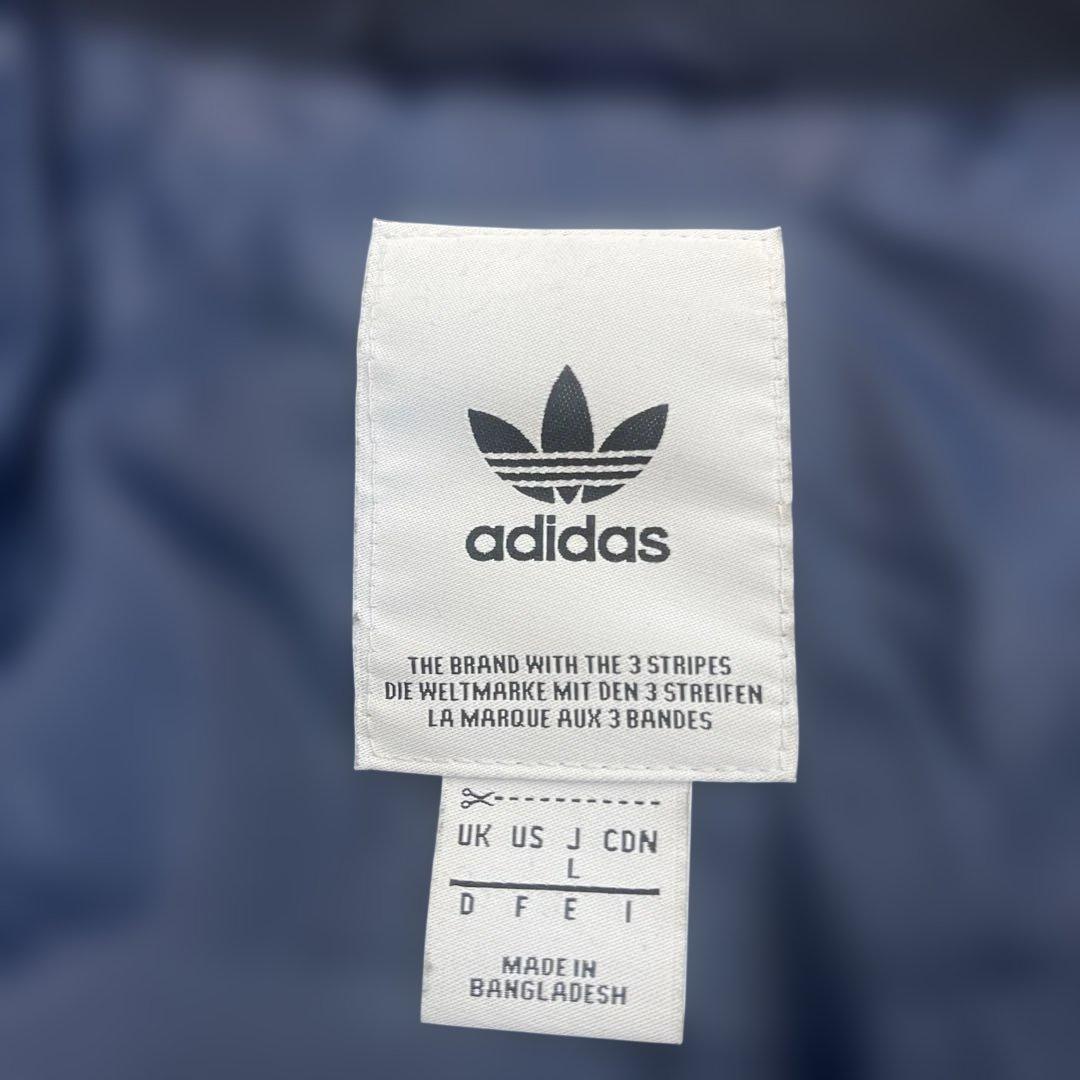 adidas
THE BRAND WITH THE 3 STRIPES
DIE WELTMARKE MIT DEN 3 STREIFEN
LA MARQUE AUX 3 BANDES
UK US J CDN
L
D F E I
MADE IN
BANGLADESH